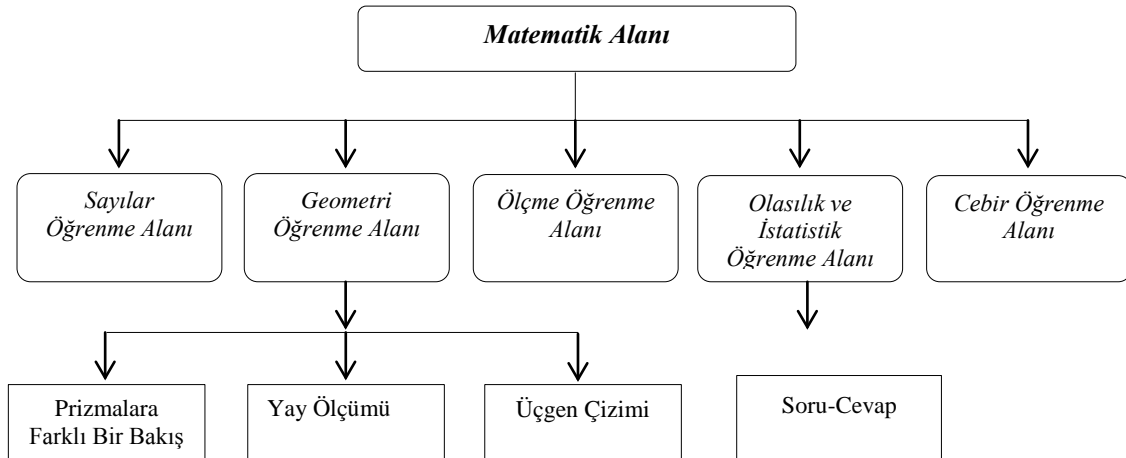 Matematik Alanı
Sayılar
Öğrenme Alanı
Geometri
Öğrenme Alanı
Ölçme Öğrenme
Alanı
Olasılık ve
İstatistik
Öğrenme Alanı
Cebir Öğrenme
Alanı
Prizmalara
Farklı Bir Bakış
Yay Ölçümü
Üçgen Çizimi
Soru-Cevap